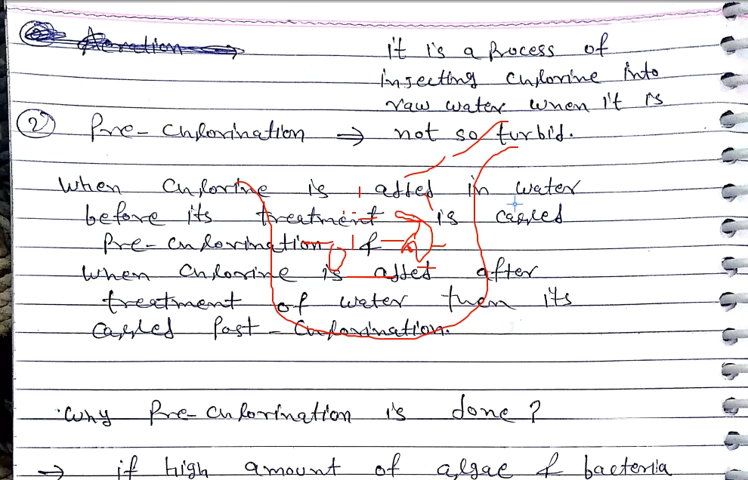 Aeration →
it is a process of
injecting chlorine into
raw water when it is
② Pre-chlorination → not so turbid.
When chlorine is added in water
before its treatment is called
Pre-chlorination &
when chlorine is added after
treatment of water then its
called Post-chlorination.
Why Pre-chlorination is done?
→ if high amount of algae & bacteria